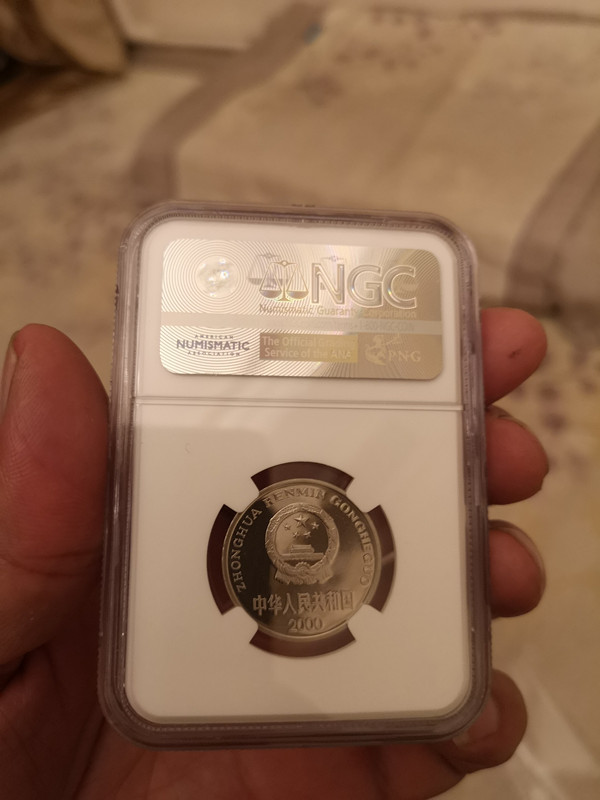 NGC
Numismatic Guaranty Corporation
AMERICAN
NUMISMATIC
ASSOCIATION
The Official Grading
Service of the ANA
PNG
ZHONGHUA RENMIN GONGHEGUO
中华人民共和国
2000